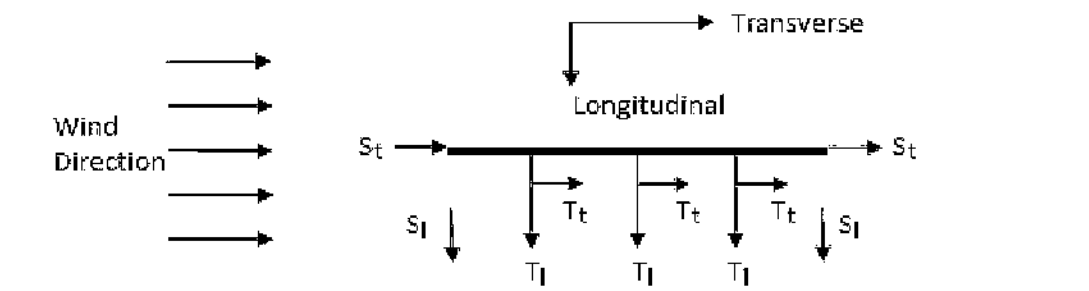 Transverse
Longitudinal
Wind
Direction
St
St
Tt
Tt
Tt
Sl
Sl
Tl
Tl
Tl